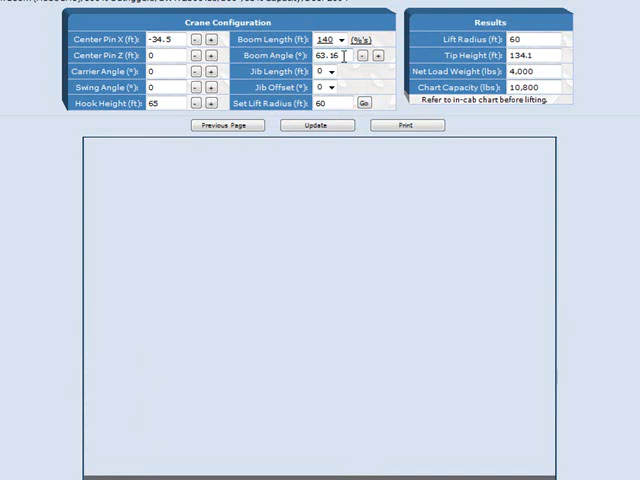 Crane Configuration
Center Pin X (ft): -34.5 - +
Center Pin Z (ft): 0 - +
Carrier Angle (°): 0 - +
Swing Angle (°): 0 - +
Hook Height (ft): 65
Boom Length (ft): 140 (%'s)
Boom Angle (°): 63.16 - +
Jib Length (ft): 0
Jib Offset (°): 0
Set Lift Radius (ft): 60 Go
Results
Lift Radius (ft): 60
Tip Height (ft): 134.1
Net Load Weight (lbs): 4,000
Chart Capacity (lbs): 10,800
Refer to in-cab chart before lifting.
Previous Page
Update
Print